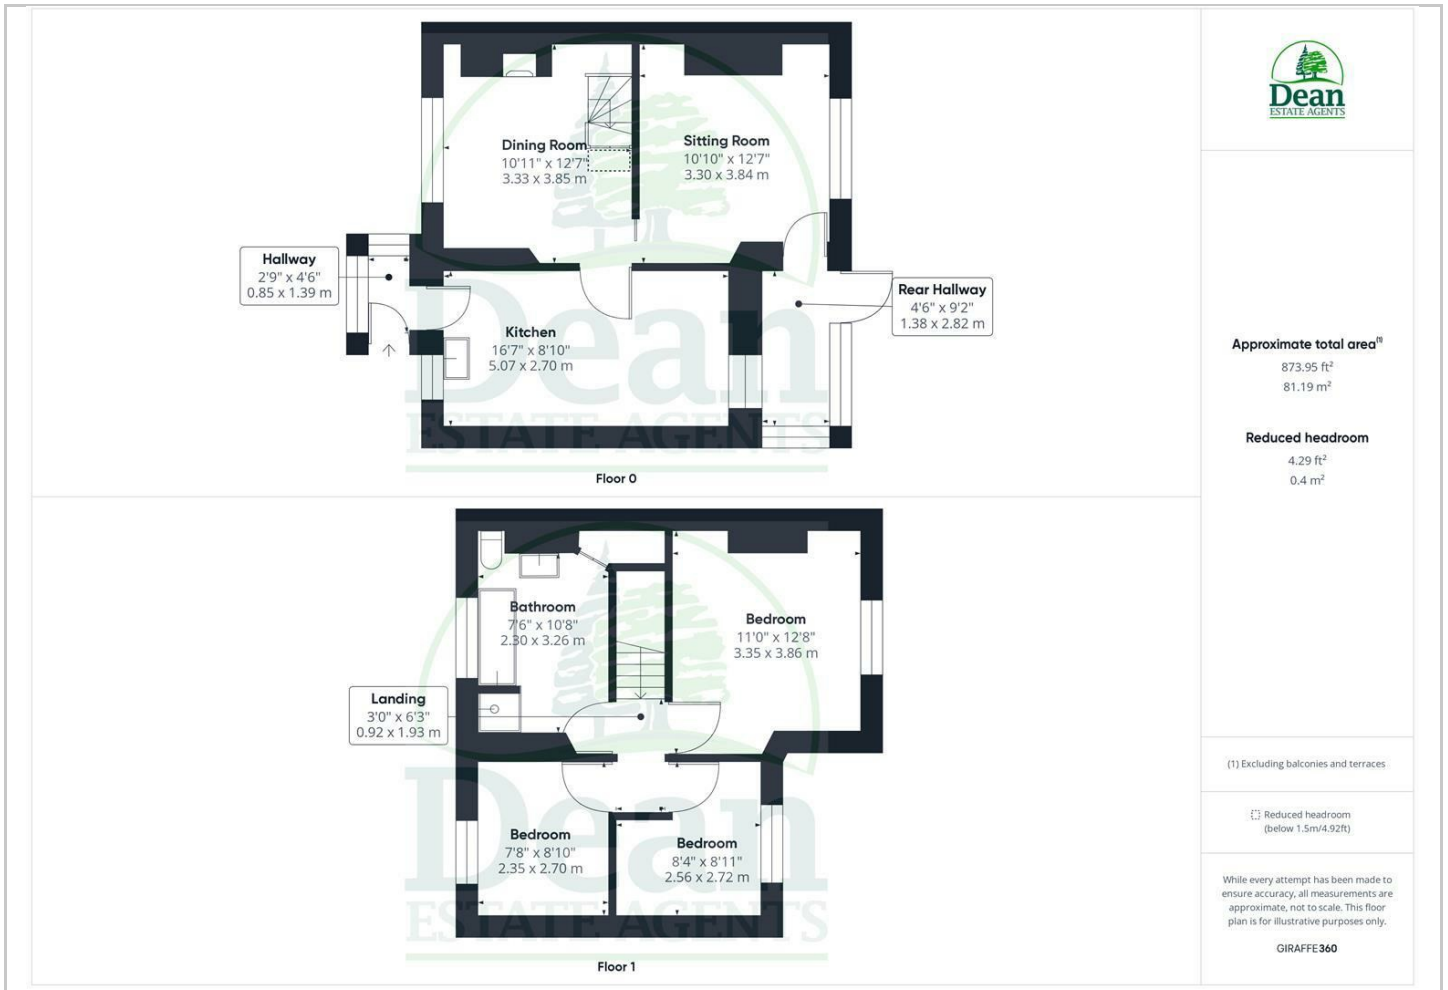 Dining Room
10'11" x 12'7"
3.33 x 3.85 m
Sitting Room
10'10" x 12'7"
3.30 x 3.84 m
Hallway
2'9" x 4'6"
0.85 x 1.39 m
Kitchen
16'7" x 8'10"
5.07 x 2.70 m
Rear Hallway
4'6" x 9'2"
1.38 x 2.82 m
Dean
ESTATE AGENTS
Floor 0
Bathroom
7'6" x 10'8"
2.30 x 3.26 m
Bedroom
11'0" x 12'8"
3.35 x 3.86 m
Landing
3'0" x 6'3"
0.92 x 1.93 m
Bedroom
7'8" x 8'10"
2.35 x 2.70 m
Bedroom
8'4" x 8'11"
2.56 x 2.72 m
Dean
ESTATE AGENTS
Floor 1
Dean
ESTATE AGENTS
Approximate total area(1)
873.95 ft²
81.19 m²
Reduced headroom
4.29 ft²
0.4 m²
(1) Excluding balconies and terraces
Reduced headroom
(below 1.5m/4.92ft)
While every attempt has been made to
ensure accuracy, all measurements are
approximate, not to scale. This floor
plan is for illustrative purposes only.
GIRAFFE360